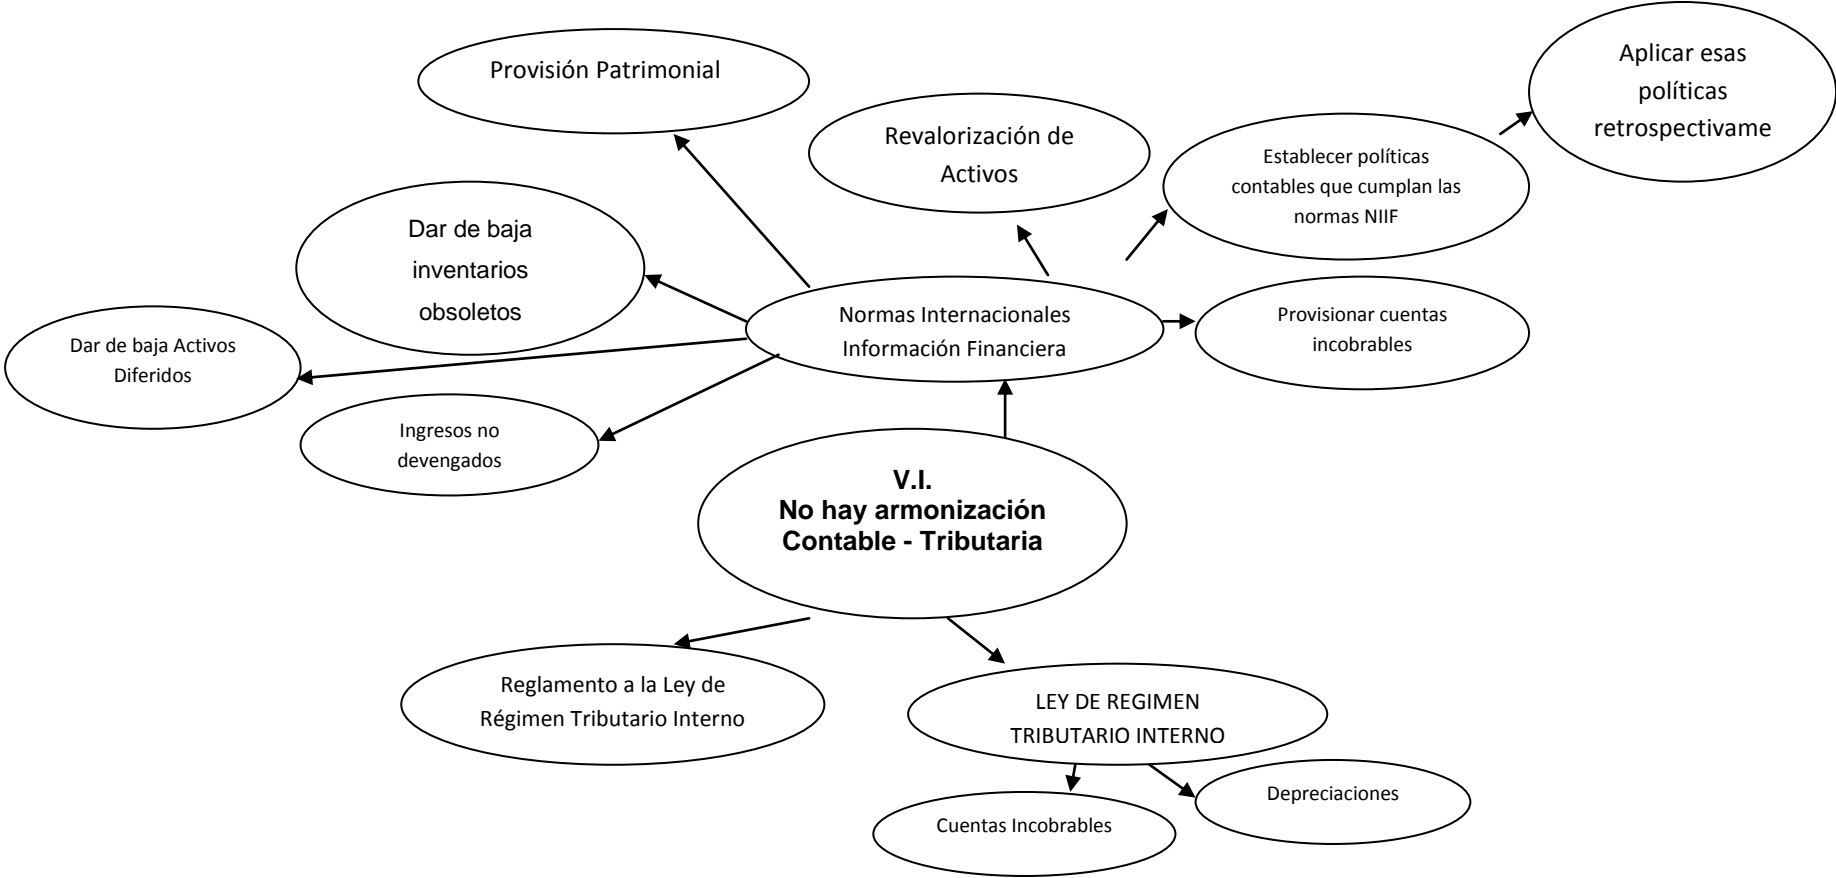 Provisión Patrimonial
Revalorización de
Activos
Establecer políticas
contables que cumplan las
normas NIIF
Aplicar esas
políticas
retrospectivame
Dar de baja
inventarios
obsoletos
Dar de baja Activos
Diferidos
Ingresos no
devengados
Normas Internacionales
Información Financiera
Provisionar cuentas
incobrables
V.I.
No hay armonización
Contable - Tributaria
Reglamento a la Ley de
Régimen Tributario Interno
LEY DE REGIMEN
TRIBUTARIO INTERNO
Cuentas Incobrables
Depreciaciones